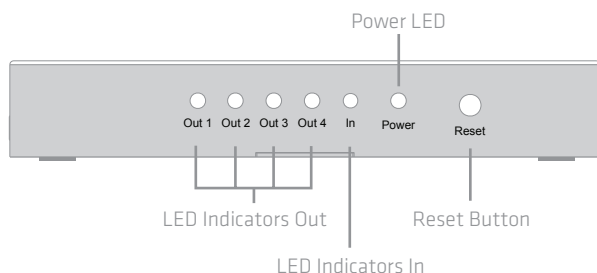 Power LED
Out 1 Out 2 Out 3 Out 4 In Power Reset
LED Indicators Out
Reset Button
LED Indicators In